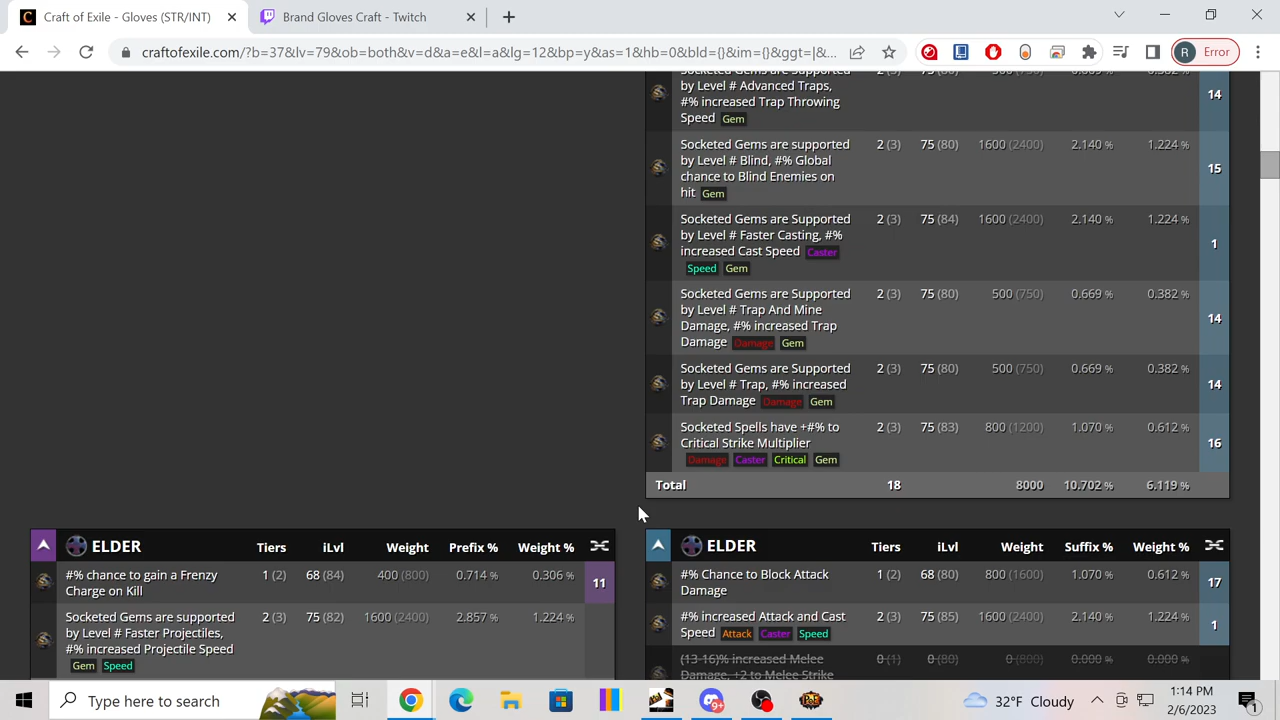 Craft of Exile - Gloves (STR/INT)
Brand Gloves Craft - Twitch
craftofexile.com/?b=37&lv=79&ob=both&v=d&a=e&l=a&lg=12&bp=y&as=1&hb=0&bld={}&im={}&ggt=|&...
R Error
Socketed Gems are Supported
by Level # Advanced Traps,
#% increased Trap Throwing
Speed Gem
14
Socketed Gems are supported 2 (3) 75 (80) 1600 (2400) 2.140 % 1.224 %
by Level # Blind, #% Global
chance to Blind Enemies on
hit Gem
15
Socketed Gems are Supported 2 (3) 75 (84) 1600 (2400) 2.140 % 1.224 %
by Level # Faster Casting, #%
increased Cast Speed Caster
Speed Gem
1
Socketed Gems are Supported 2 (3) 75 (80) 500 (750) 0.669 % 0.382 %
by Level # Trap And Mine
Damage, #% increased Trap
Damage Damage Gem
14
Socketed Gems are Supported 2 (3) 75 (80) 500 (750) 0.669 % 0.382 %
by Level # Trap, #% increased
Trap Damage Damage Gem
14
Socketed Spells have +#% to 2 (3) 75 (83) 800 (1200) 1.070 % 0.612 %
Critical Strike Multiplier
Damage Caster Critical Gem
16
Total 18 8000 10.702 % 6.119 %
ELDER Tiers iLvl Weight Prefix % Weight %
#% chance to gain a Frenzy 1 (2) 68 (84) 400 (800) 0.714 % 0.306 %
Charge on Kill
11
Socketed Gems are supported 2 (3) 75 (82) 1600 (2400) 2.857 % 1.224 %
by Level # Faster Projectiles,
#% increased Projectile Speed
Gem Speed
ELDER Tiers iLvl Weight Suffix % Weight %
#% Chance to Block Attack 1 (2) 68 (80) 800 (1600) 1.070 % 0.612 %
Damage
17
#% increased Attack and Cast 2 (3) 75 (85) 1600 (2400) 2.140 % 1.224 %
Speed Attack Caster Speed
1
(13-16)% increased Melee 0 (1) 0 (80) 0 (800) 0.000 % 0.000 %
Damage, +2 to Melee Strike
Type here to search
9+
32°F Cloudy
1:14 PM
2/6/2023
1